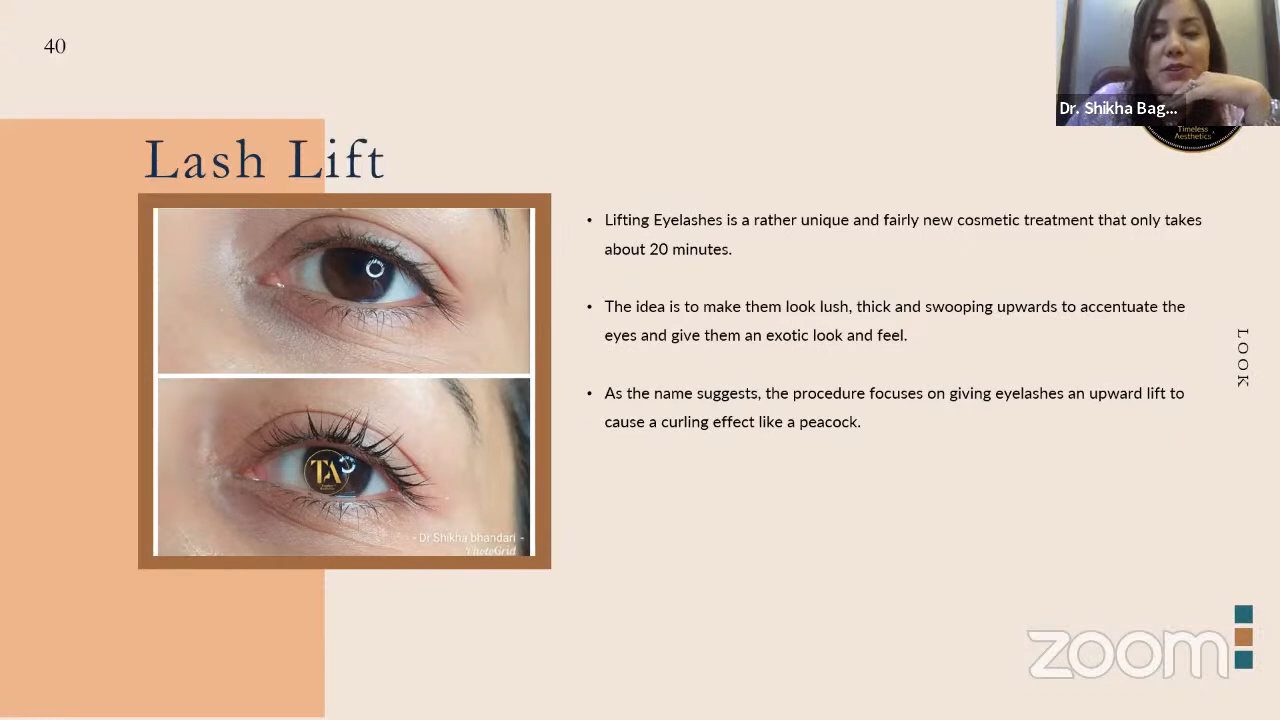 40
Dr. Shikha Bag...
Timeless
Aesthetics
Lash Lift
• Lifting Eyelashes is a rather unique and fairly new cosmetic treatment that only takes
about 20 minutes.
• The idea is to make them look lush, thick and swooping upwards to accentuate the
eyes and give them an exotic look and feel.
LOOK
• As the name suggests, the procedure focuses on giving eyelashes an upward lift to
cause a curling effect like a peacock.
TA
- Dr Shikha bhandari -
PhotoGrid
zoom